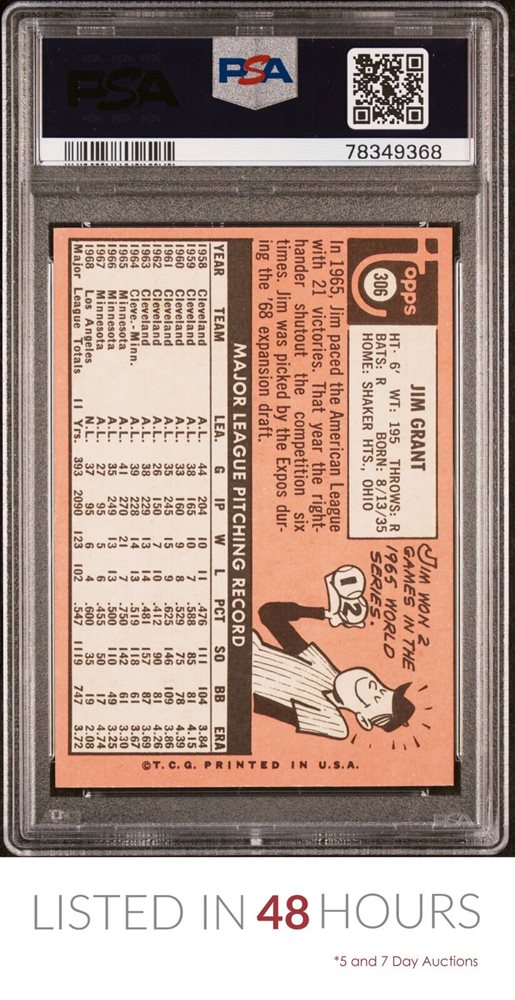 PSA
78349368
Topps
306
JIM GRANT
HT: 6' WT: 195 THROWS: R
BATS: R BORN: 8/13/35
HOME: SHAKER HTS., OHIO
In 1965, Jim paced the American League
with 21 victories. That year the right-
hander shutout the competition six
times. Jim was picked by the Expos dur-
ing the '68 expansion draft.
JIM WON 2
GAMES IN THE
1965 WORLD
SERIES.
1 2
MAJOR LEAGUE PITCHING RECORD
YEAR TEAM LEA. G IP W L PCT SO BB ERA
1958 Cleveland A.L. 44 204 10 11 .476 111 104 3.84
1959 Cleveland A.L. 38 165 10 7 .588 85 81 4.15
1960 Cleveland A.L. 33 160 9 8 .529 75 78 4.39
1961 Cleveland A.L. 35 245 15 9 .625 146 109 3.86
1962 Cleveland A.L. 26 150 7 10 .412 90 81 4.26
1963 Cleveland A.L. 38 229 13 14 .481 157 87 3.69
1964 Cleve.-Minn. A.L. 39 228 14 13 .519 118 61 3.67
1965 Minnesota A.L. 41 270 21 7 .750 142 61 3.30
1966 Minnesota A.L. 35 249 13 13 .500 110 49 3.25
1967 Minnesota A.L. 27 95 5 6 .455 50 17 4.74
1968 Los Angeles N.L. 37 95 6 4 .600 35 19 2.08
Major League Totals 11 Yrs. 393 2090 123 102 .547 1119 747 3.72
©T.C.G. PRINTED IN U.S.A.
PSA
LISTED IN 48 HOURS
*5 and 7 Day Auctions